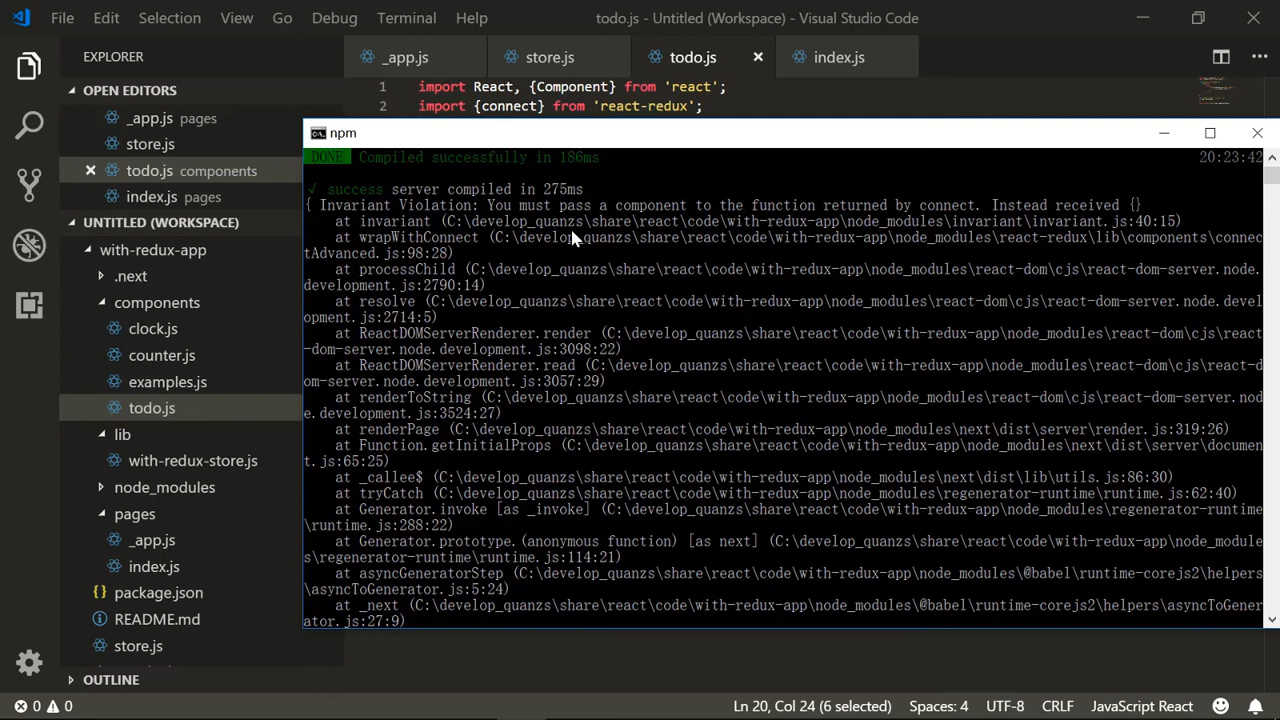 File Edit Selection View Go Debug Terminal Help todo.js - Untitled (Workspace) - Visual Studio Code
EXPLORER
_app.js store.js todo.js index.js
OPEN EDITORS
_app.js pages
store.js
todo.js components
index.js pages
UNTITLED (WORKSPACE)
with-redux-app
.next
components
clock.js
counter.js
examples.js
todo.js
lib
with-redux-store.js
node_modules
pages
_app.js
index.js
package.json
README.md
store.js
OUTLINE
1 import React, {Component} from 'react';
2 import {connect} from 'react-redux';
npm
DONE Compiled successfully in 186ms 20:23:42
√ success server compiled in 275ms
{ Invariant Violation: You must pass a component to the function returned by connect. Instead received {}
at invariant (C:\develop_quanzs\share\react\code\with-redux-app\node_modules\invariant\invariant.js:40:15)
at wrapWithConnect (C:\develop_quanzs\share\react\code\with-redux-app\node_modules\react-redux\lib\components\connec
tAdvanced.js:98:28)
at processChild (C:\develop_quanzs\share\react\code\with-redux-app\node_modules\react-dom\cjs\react-dom-server.node.
development.js:2790:14)
at resolve (C:\develop_quanzs\share\react\code\with-redux-app\node_modules\react-dom\cjs\react-dom-server.node.devel
opment.js:2714:5)
at ReactDOMServerRenderer.render (C:\develop_quanzs\share\react\code\with-redux-app\node_modules\react-dom\cjs\react
-dom-server.node.development.js:3098:22)
at ReactDOMServerRenderer.read (C:\develop_quanzs\share\react\code\with-redux-app\node_modules\react-dom\cjs\react-d
om-server.node.development.js:3057:29)
at renderToString (C:\develop_quanzs\share\react\code\with-redux-app\node_modules\react-dom\cjs\react-dom-server.nod
e.development.js:3524:27)
at renderPage (C:\develop_quanzs\share\react\code\with-redux-app\node_modules\next\dist\server\render.js:319:26)
at Function.getInitialProps (C:\develop_quanzs\share\react\code\with-redux-app\node_modules\next\dist\server\documen
t.js:65:25)
at _callee$ (C:\develop_quanzs\share\react\code\with-redux-app\node_modules\next\dist\lib\utils.js:86:30)
at tryCatch (C:\develop_quanzs\share\react\code\with-redux-app\node_modules\regenerator-runtime\runtime.js:62:40)
at Generator.invoke [as _invoke] (C:\develop_quanzs\share\react\code\with-redux-app\node_modules\regenerator-runtime
\runtime.js:288:22)
at Generator.prototype.(anonymous function) [as next] (C:\develop_quanzs\share\react\code\with-redux-app\node_module
s\regenerator-runtime\runtime.js:114:21)
at asyncGeneratorStep (C:\develop_quanzs\share\react\code\with-redux-app\node_modules\@babel\runtime-corejs2\helpers
\asyncToGenerator.js:5:24)
at _next (C:\develop_quanzs\share\react\code\with-redux-app\node_modules\@babel\runtime-corejs2\helpers\asyncToGener
ator.js:27:9)
0 0 Ln 20, Col 24 (6 selected) Spaces: 4 UTF-8 CRLF JavaScript React